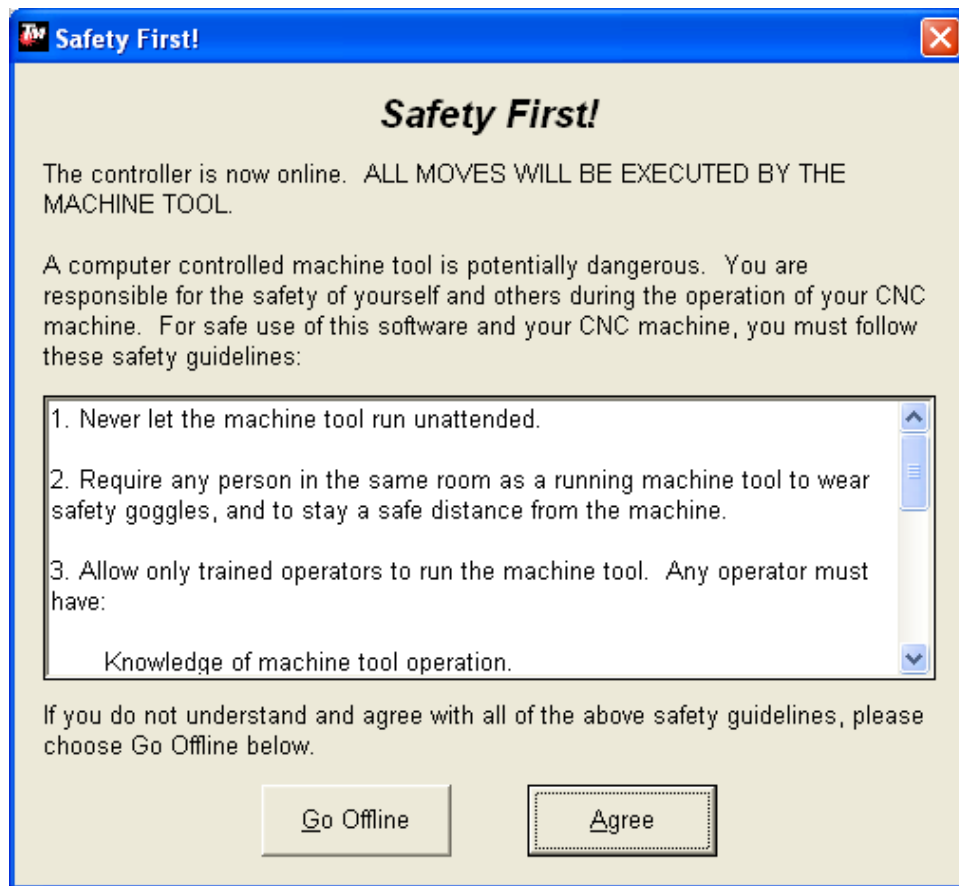 TM Safety First!
Safety First!
The controller is now online.  ALL MOVES WILL BE EXECUTED BY THE
MACHINE TOOL.
A computer controlled machine tool is potentially dangerous.  You are
responsible for the safety of yourself and others during the operation of your CNC
machine.  For safe use of this software and your CNC machine, you must follow
these safety guidelines:
1. Never let the machine tool run unattended.
2. Require any person in the same room as a running machine tool to wear
safety goggles, and to stay a safe distance from the machine.
3. Allow only trained operators to run the machine tool.  Any operator must
have:
Knowledge of machine tool operation.
If you do not understand and agree with all of the above safety guidelines, please
choose Go Offline below.
Go Offline
Agree